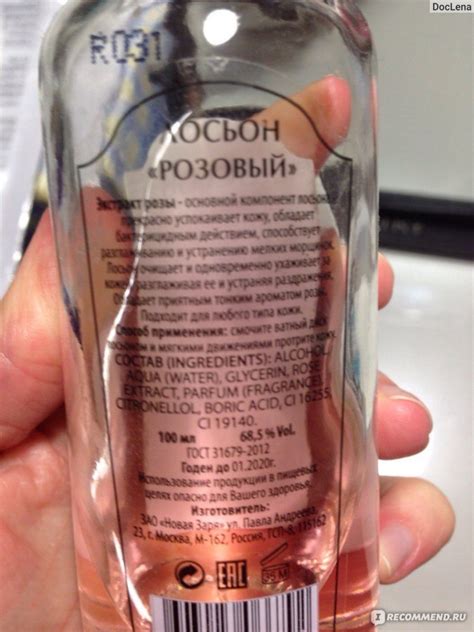 DocLena
R031
ЛОСЬОН
«РОЗОВЫЙ»
Экстракт розы - основной компонент лосьона
прекрасно успокаивает кожу, обладает
бактерицидным действием, способствует
разглаживанию и устранению мелких морщинок.
Лосьон очищает и одновременно ухаживает за
кожей, разглаживая ее и устраняя раздражения.
Обладает приятным тонким ароматом розы.
Подходит для любого типа кожи.
Способ применения: смочите ватный диск
лосьоном и мягкими движениями протрите кожу.
СОСТАВ (INGREDIENTS): ALCOHOL,
AQUA (WATER), GLYCERIN, ROSE
EXTRACT, PARFUM (FRAGRANCE),
CITRONELLOL, BORIC ACID, CI 16255,
CI 19140.
100 мл 68,5 % Vol.
ГОСТ 31679-2012
Годен до 01.2020г.
Использование продукции в пищевых
целях опасно для Вашего здоровья.
Изготовитель:
ЗАО «Новая Заря» ул. Павла Андреева,
23, г. Москва, М-162, Россия, ТСП-8, 115162
EAC
IRECOMMEND.RU